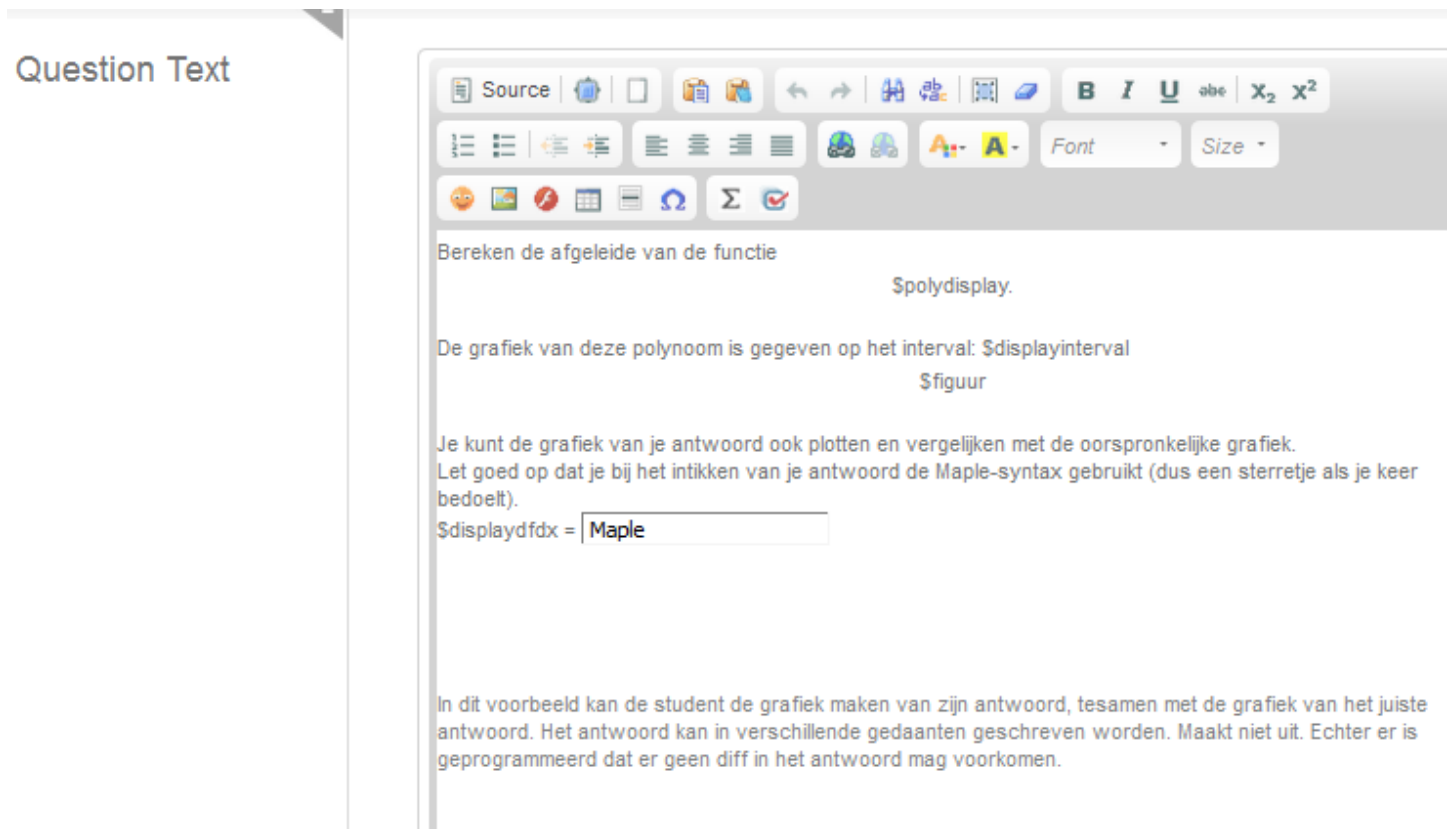 Question Text
Source
B I U abc X₂ X²
Font
Size
Bereken de afgeleide van de functie
$polydisplay.
De grafiek van deze polynoom is gegeven op het interval: $displayinterval
$figuur
Je kunt de grafiek van je antwoord ook plotten en vergelijken met de oorspronkelijke grafiek.
Let goed op dat je bij het intikken van je antwoord de Maple-syntax gebruikt (dus een sterretje als je keer
bedoelt).
$displaydfdx = Maple
In dit voorbeeld kan de student de grafiek maken van zijn antwoord, tesamen met de grafiek van het juiste
antwoord. Het antwoord kan in verschillende gedaanten geschreven worden. Maakt niet uit. Echter er is
geprogrammeerd dat er geen diff in het antwoord mag voorkomen.